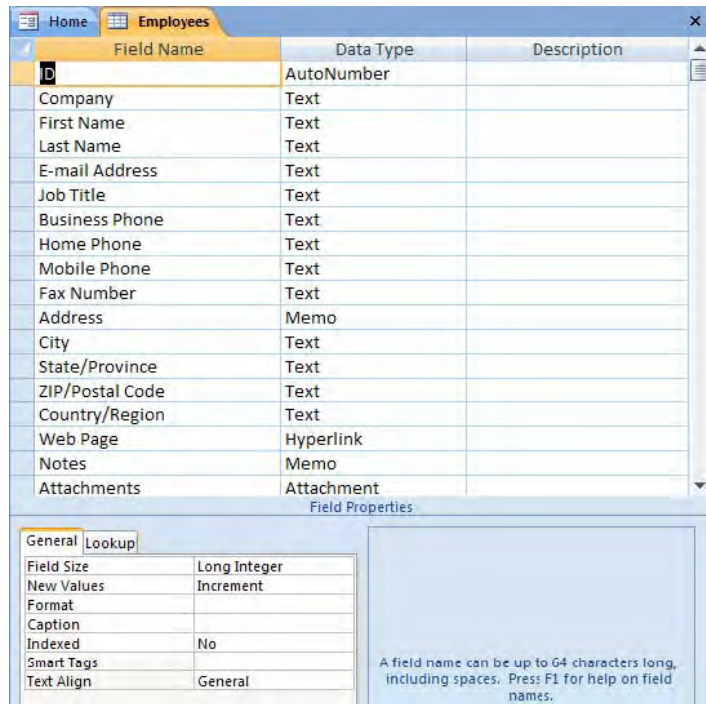 Home Employees
Field Name Data Type Description
ID AutoNumber
Company Text
First Name Text
Last Name Text
E-mail Address Text
Job Title Text
Business Phone Text
Home Phone Text
Mobile Phone Text
Fax Number Text
Address Memo
City Text
State/Province Text
ZIP/Postal Code Text
Country/Region Text
Web Page Hyperlink
Notes Memo
Attachments Attachment
Field Properties
General Lookup
Field Size Long Integer
New Values Increment
Format
Caption
Indexed No
Smart Tags
Text Align General
A field name can be up to 64 characters long,
including spaces. Press F1 for help on field
names.